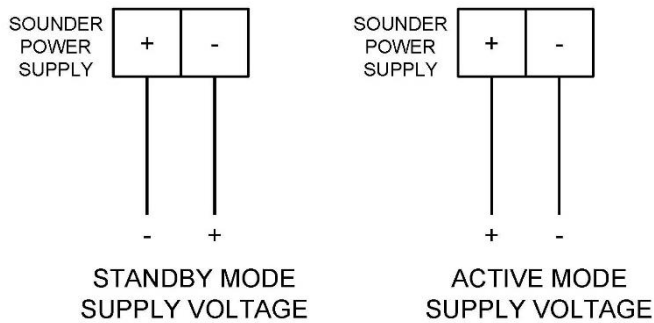 SOUNDER
POWER
SUPPLY
+ -
- +
STANDBY MODE
SUPPLY VOLTAGE
SOUNDER
POWER
SUPPLY
+ -
+ -
ACTIVE MODE
SUPPLY VOLTAGE